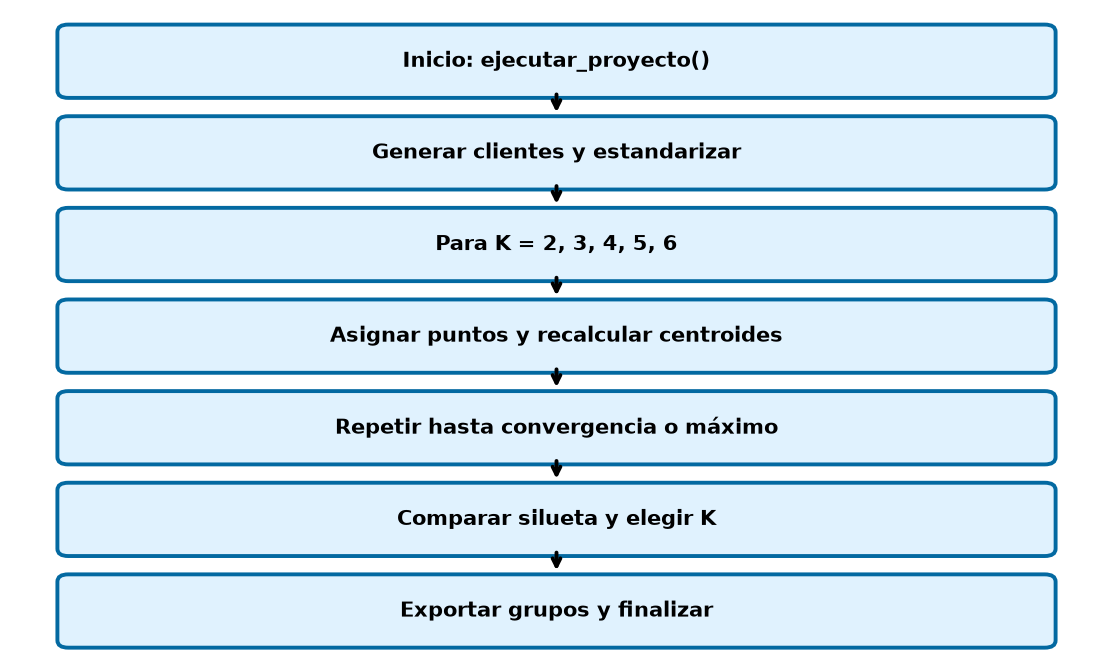 Inicio: ejecutar_proyecto()
Generar clientes y estandarizar
Para K = 2, 3, 4, 5, 6
Asignar puntos y recalcular centroides
Repetir hasta convergencia o máximo
Comparar silueta y elegir K
Exportar grupos y finalizar